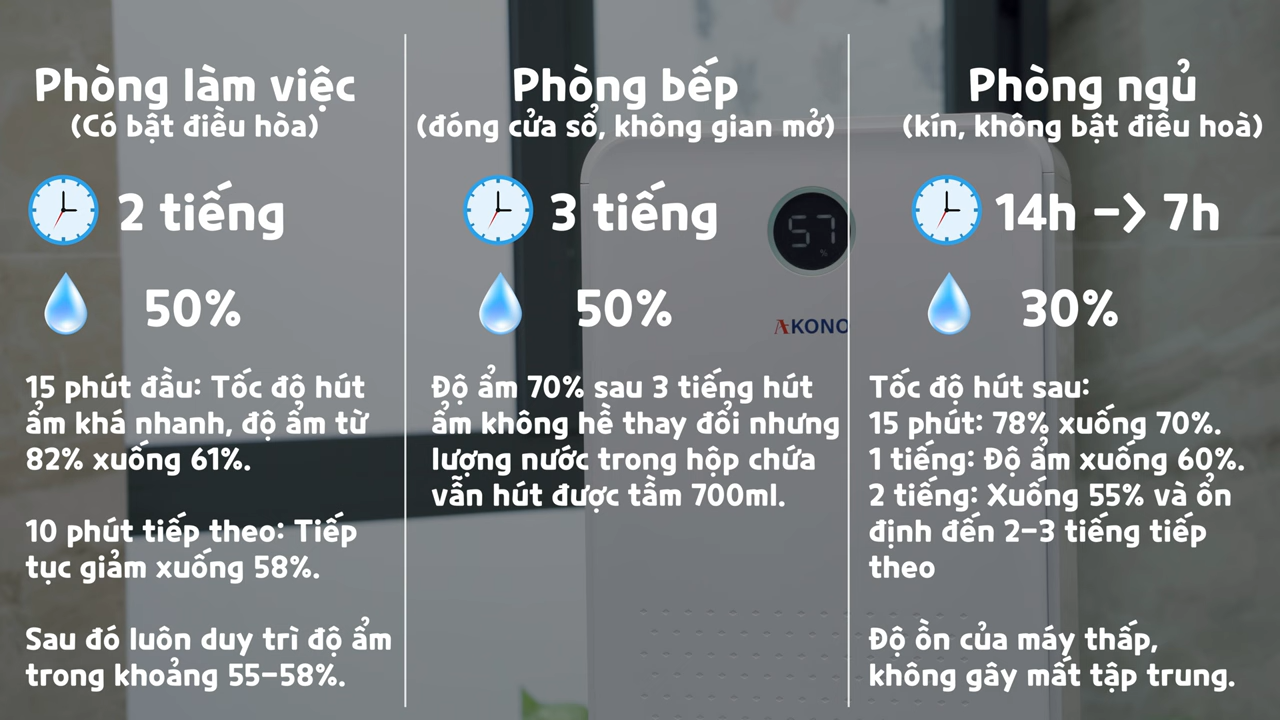 Phòng làm việc
(Có bật điều hòa)
2 tiếng
50%
15 phút đầu: Tốc độ hút
ẩm khá nhanh, độ ẩm từ
82% xuống 61%.
10 phút tiếp theo: Tiếp
tục giảm xuống 58%.
Sau đó luôn duy trì độ ẩm
trong khoảng 55-58%.
Phòng bếp
(đóng cửa sổ, không gian mở)
3 tiếng
50%
Độ ẩm 70% sau 3 tiếng hút
ẩm không hề thay đổi nhưng
lượng nước trong hộp chứa
vẫn hút được tầm 700ml.
57
%
AKONO
Phòng ngủ
(kín, không bật điều hoà)
14h -> 7h
30%
Tốc độ hút sau:
15 phút: 78% xuống 70%.
1 tiếng: Độ ẩm xuống 60%.
2 tiếng: Xuống 55% và ổn
định đến 2-3 tiếng tiếp
theo
Độ ồn của máy thấp,
không gây mất tập trung.